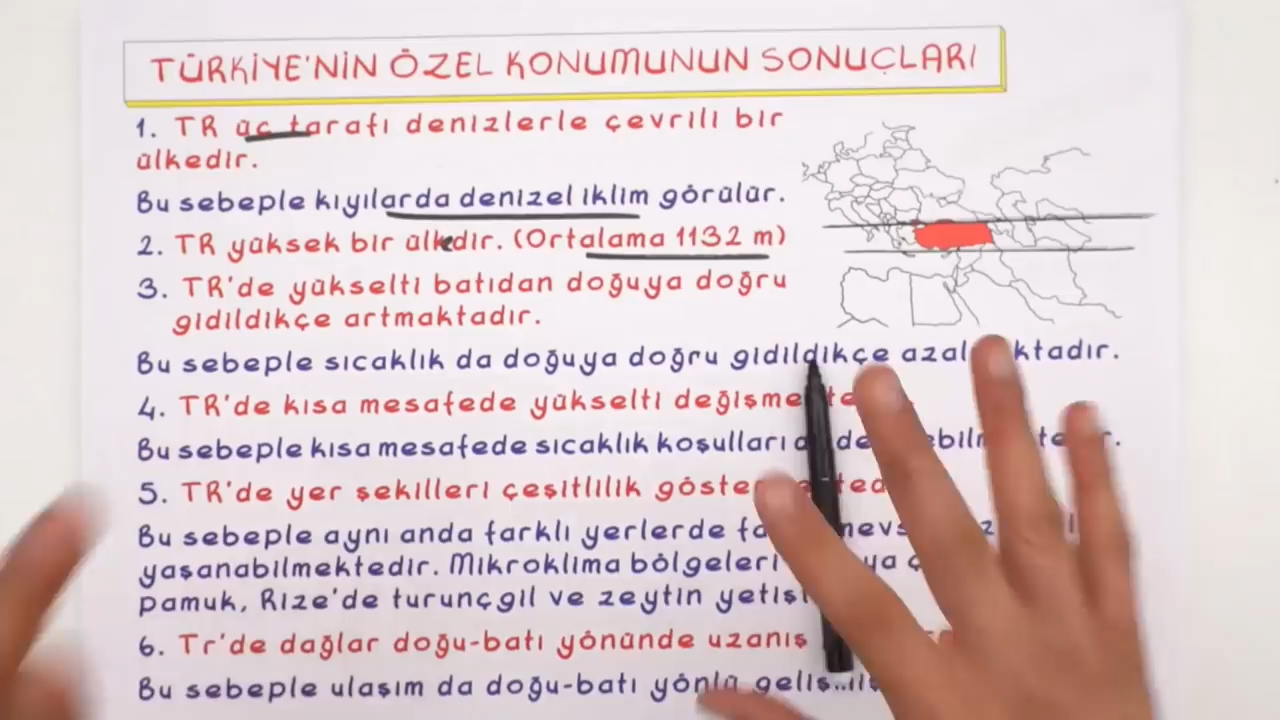 TÜRKİYE'NİN ÖZEL KONUMUNUN SONUÇLARI
1. TR üç tarafı denizlerle çevrili bir
ülkedir.
Bu sebeple kıyılarda denizel iklim görülür.
2. TR yüksek bir ülkedir. (Ortalama 1132 m)
3. TR'de yükselti batıdan doğuya doğru
gidildikçe artmaktadır.
Bu sebeple sıcaklık da doğuya doğru gidildikçe
4. TR'de kısa mesafede yükselti
Bu sebeple kısa mesafede sıcaklık koşulları
5. TR'de yer şekilleri çeşitlilik
Bu sebeple aynı anda farklı yerlerde
yaşanabilmektedir. Mikroklima bölgeleri
pamuk, Rize'de turunçgil ve zeytin
6. Tr'de dağlar doğu-batı yönünde uzanış
Bu sebeple ulaşım da doğu-batı yönlü